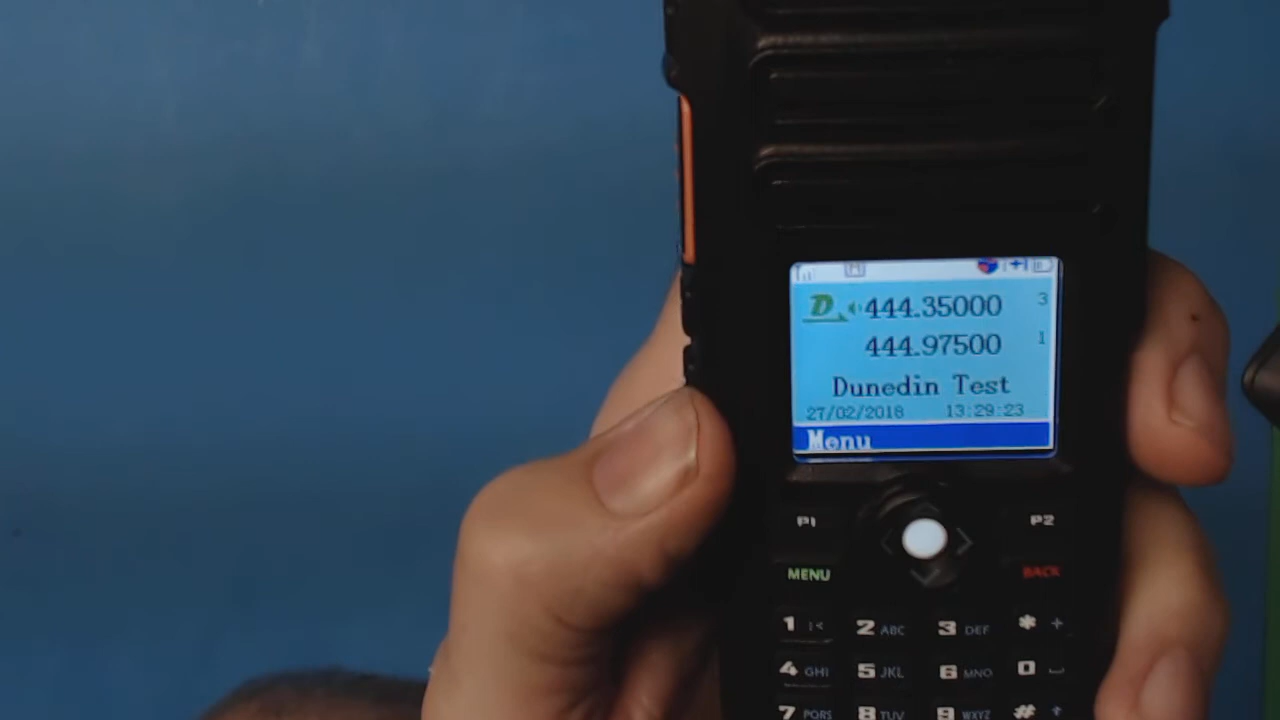 D 444.35000 3
444.97500 1
Dunedin Test
27/02/2018 13:29:23
Menu
P1 P2
MENU BACK
1 2 ABC 3 DEF * +
4 GHI 5 JKL 6 MNO 0
7 PQRS 8 TUV 9 WXYZ #